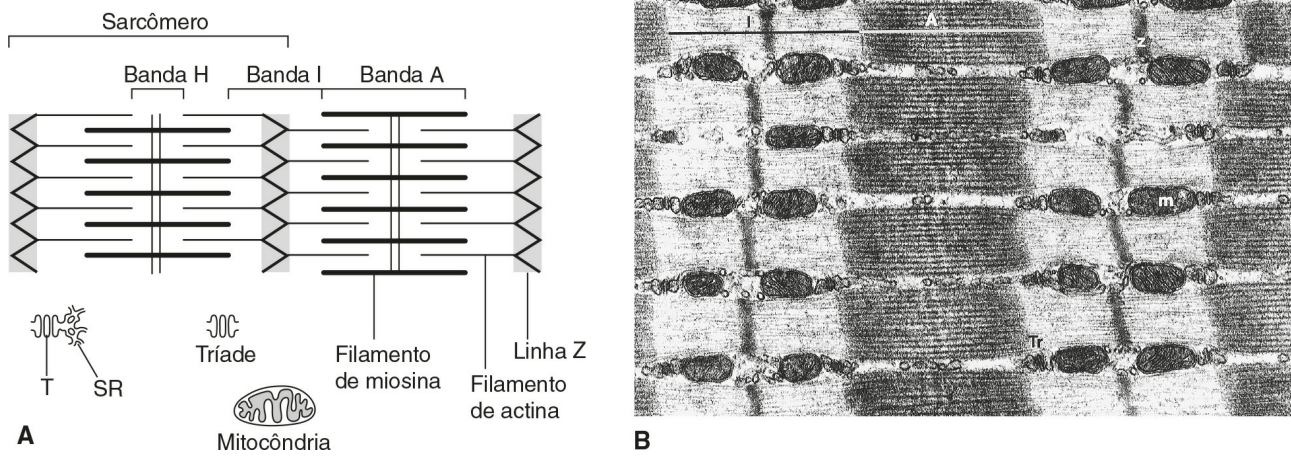 Sarcômero
Banda H
Banda I
Banda A
T
SR
Tríade
Mitocôndria
Filamento
de miosina
Filamento
de actina
Linha Z
A
I
A
Z
m
Tr
B